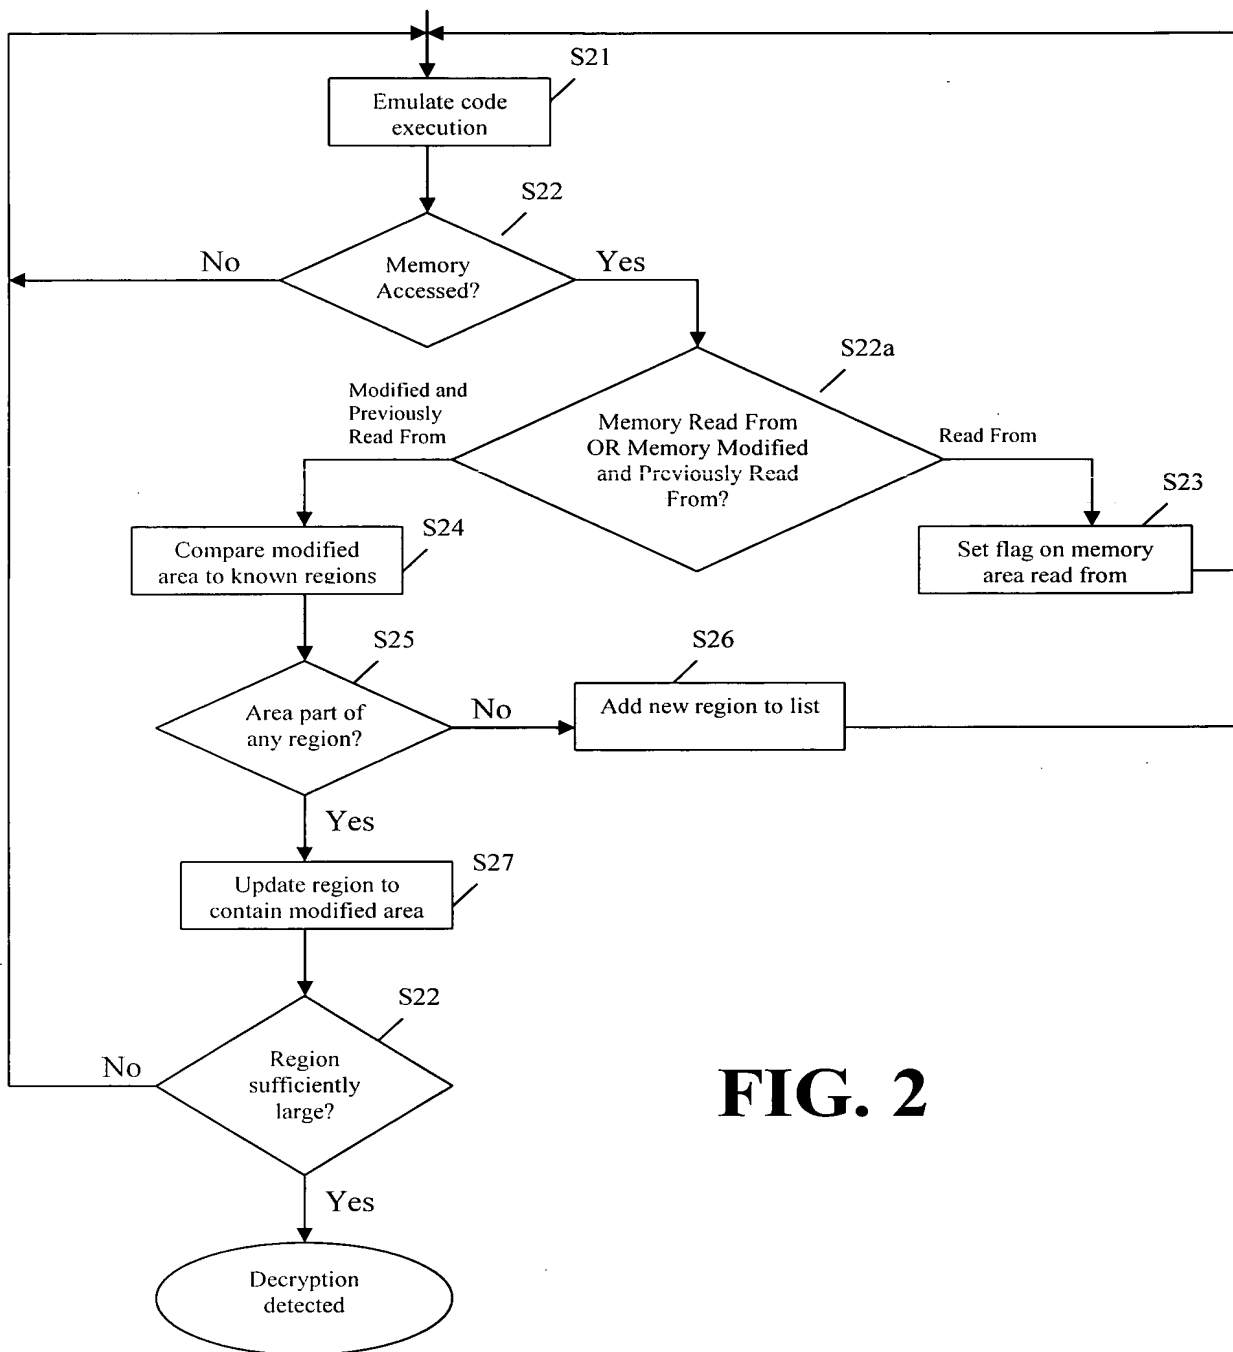 S21
Emulate code
execution
S22
No
Yes
Memory
Accessed?
S22a
Modified and
Previously
Read From
Memory Read From
OR Memory Modified
and Previously Read
From?
Read From
S23
S24
Compare modified
area to known regions
Set flag on memory
area read from
S25
S26
Area part of
any region?
No
Add new region to list
Yes
S27
Update region to
contain modified area
S22
No
Region
sufficiently
large?
FIG. 2
Yes
Decryption
detected